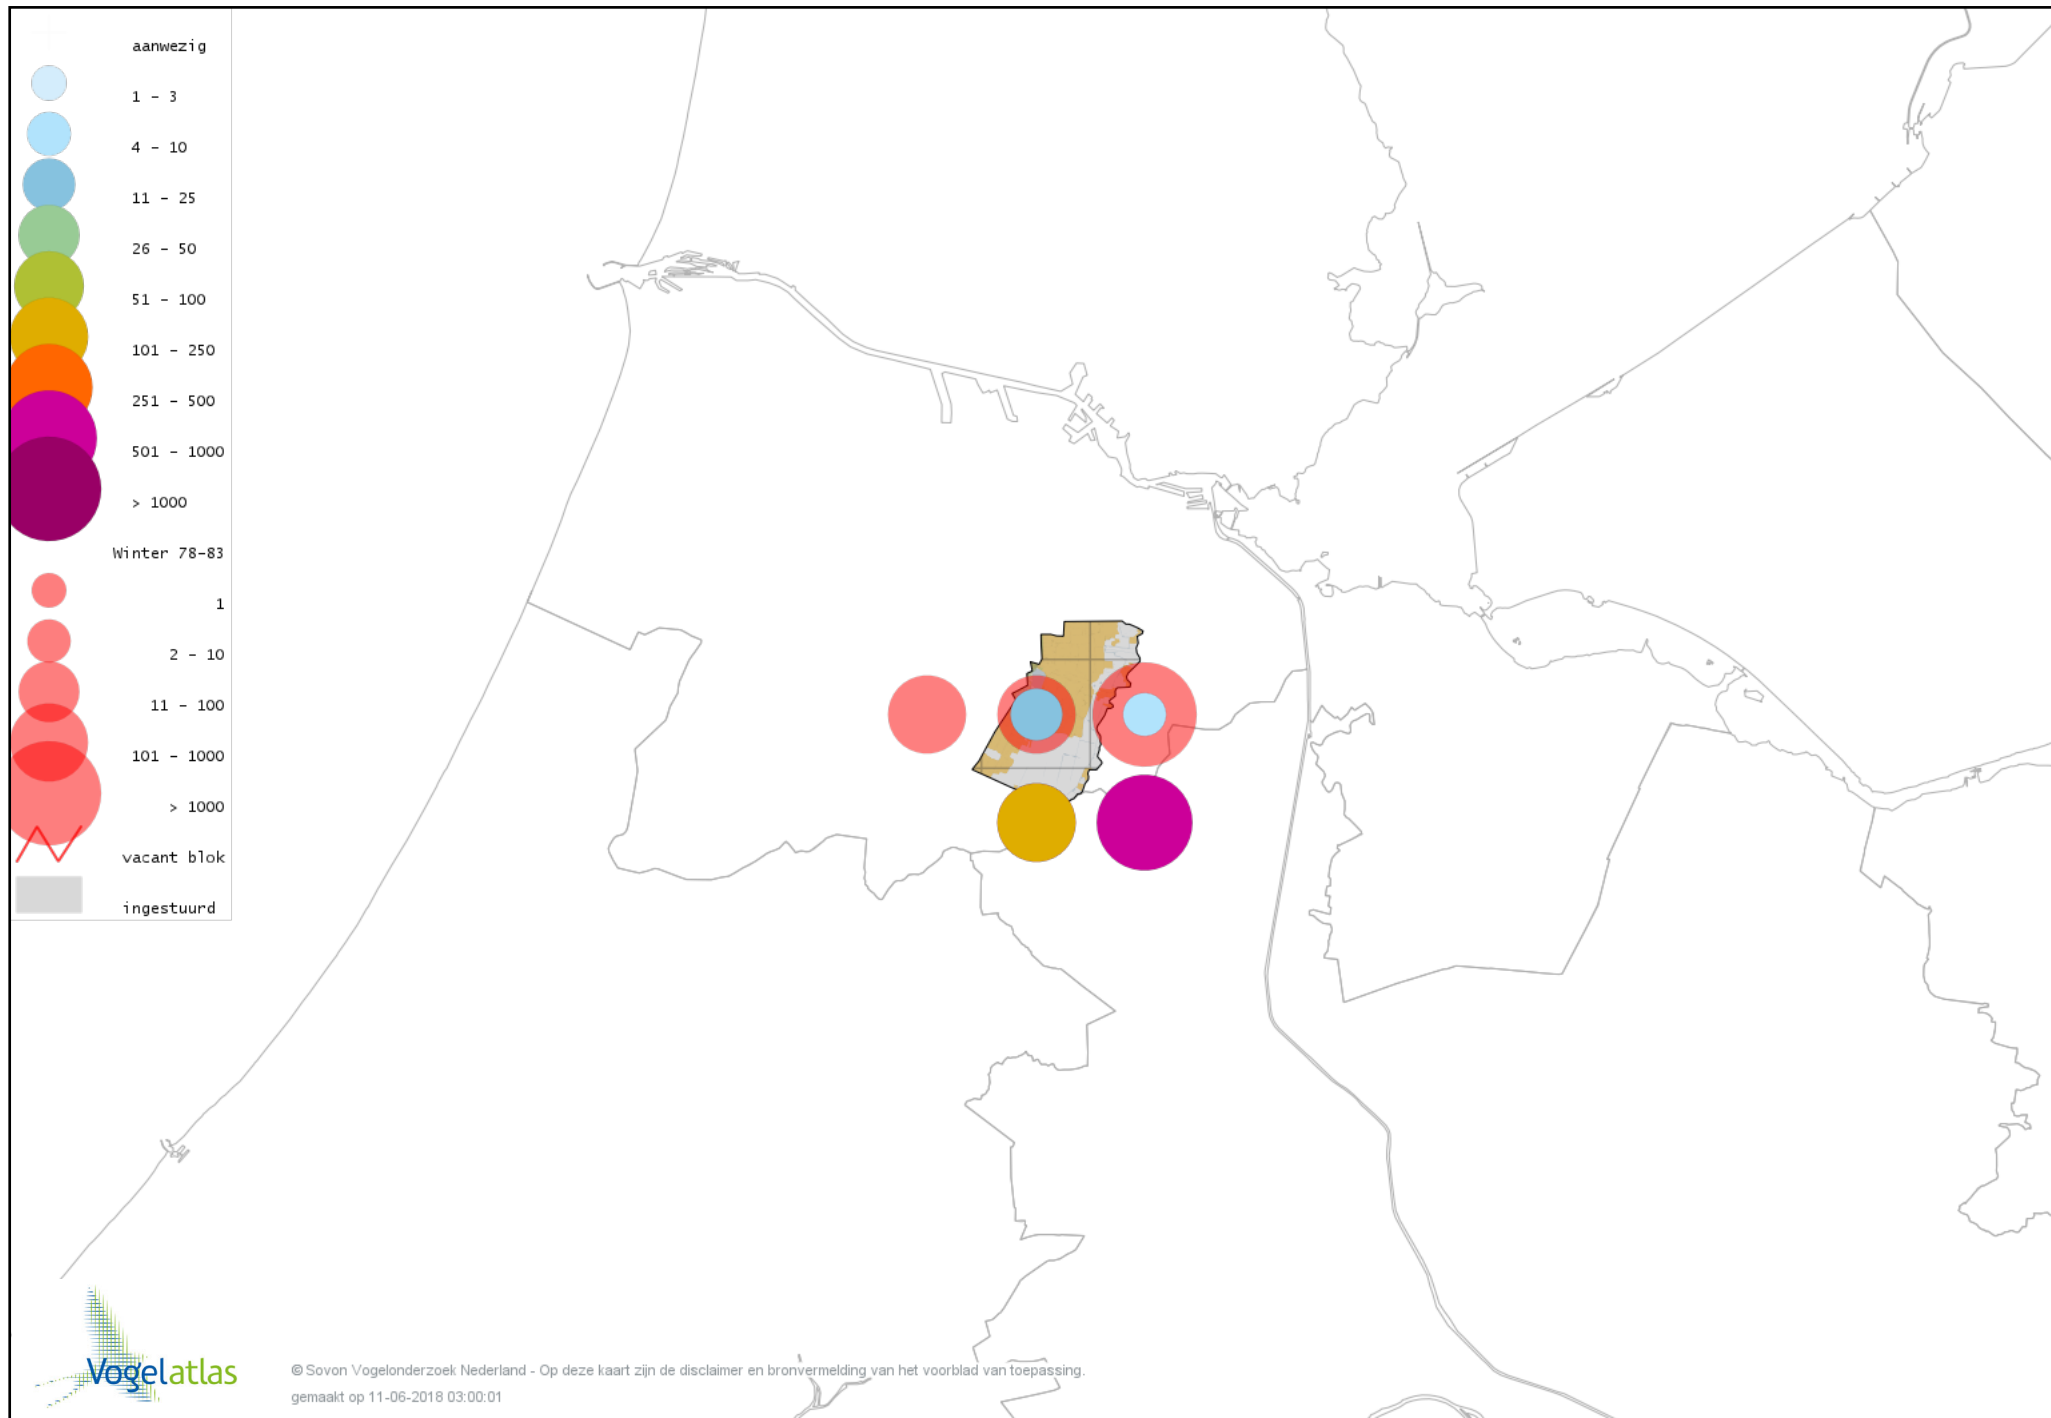 aanwezig
1 - 3
4 - 10
11 - 25
26 - 50
51 - 100
101 - 250
251 - 500
501 - 1000
> 1000
Winter 78-83
1
2 - 10
11 - 100
101 - 1000
> 1000
vacant blok
ingestuurd
Vogelatlas
© Sovon Vogelonderzoek Nederland - Op deze kaart zijn de disclaimer en bronvermelding van het voorblad van toepassing.
gemaakt op 11-06-2018 03:00:01